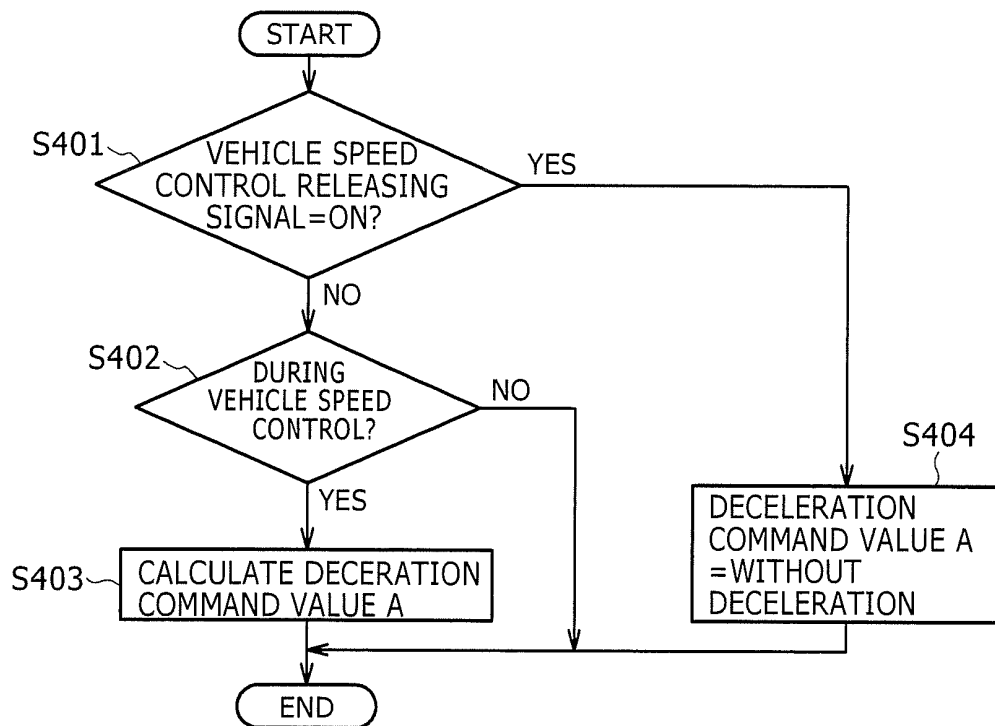 START
S401
VEHICLE SPEED
CONTROL RELEASING
SIGNAL=ON?
YES
NO
S402
DURING
VEHICLE SPEED
CONTROL?
NO
YES
S403
CALCULATE DECERATION
COMMAND VALUE A
S404
DECELERATION
COMMAND VALUE A
=WITHOUT
DECELERATION
END